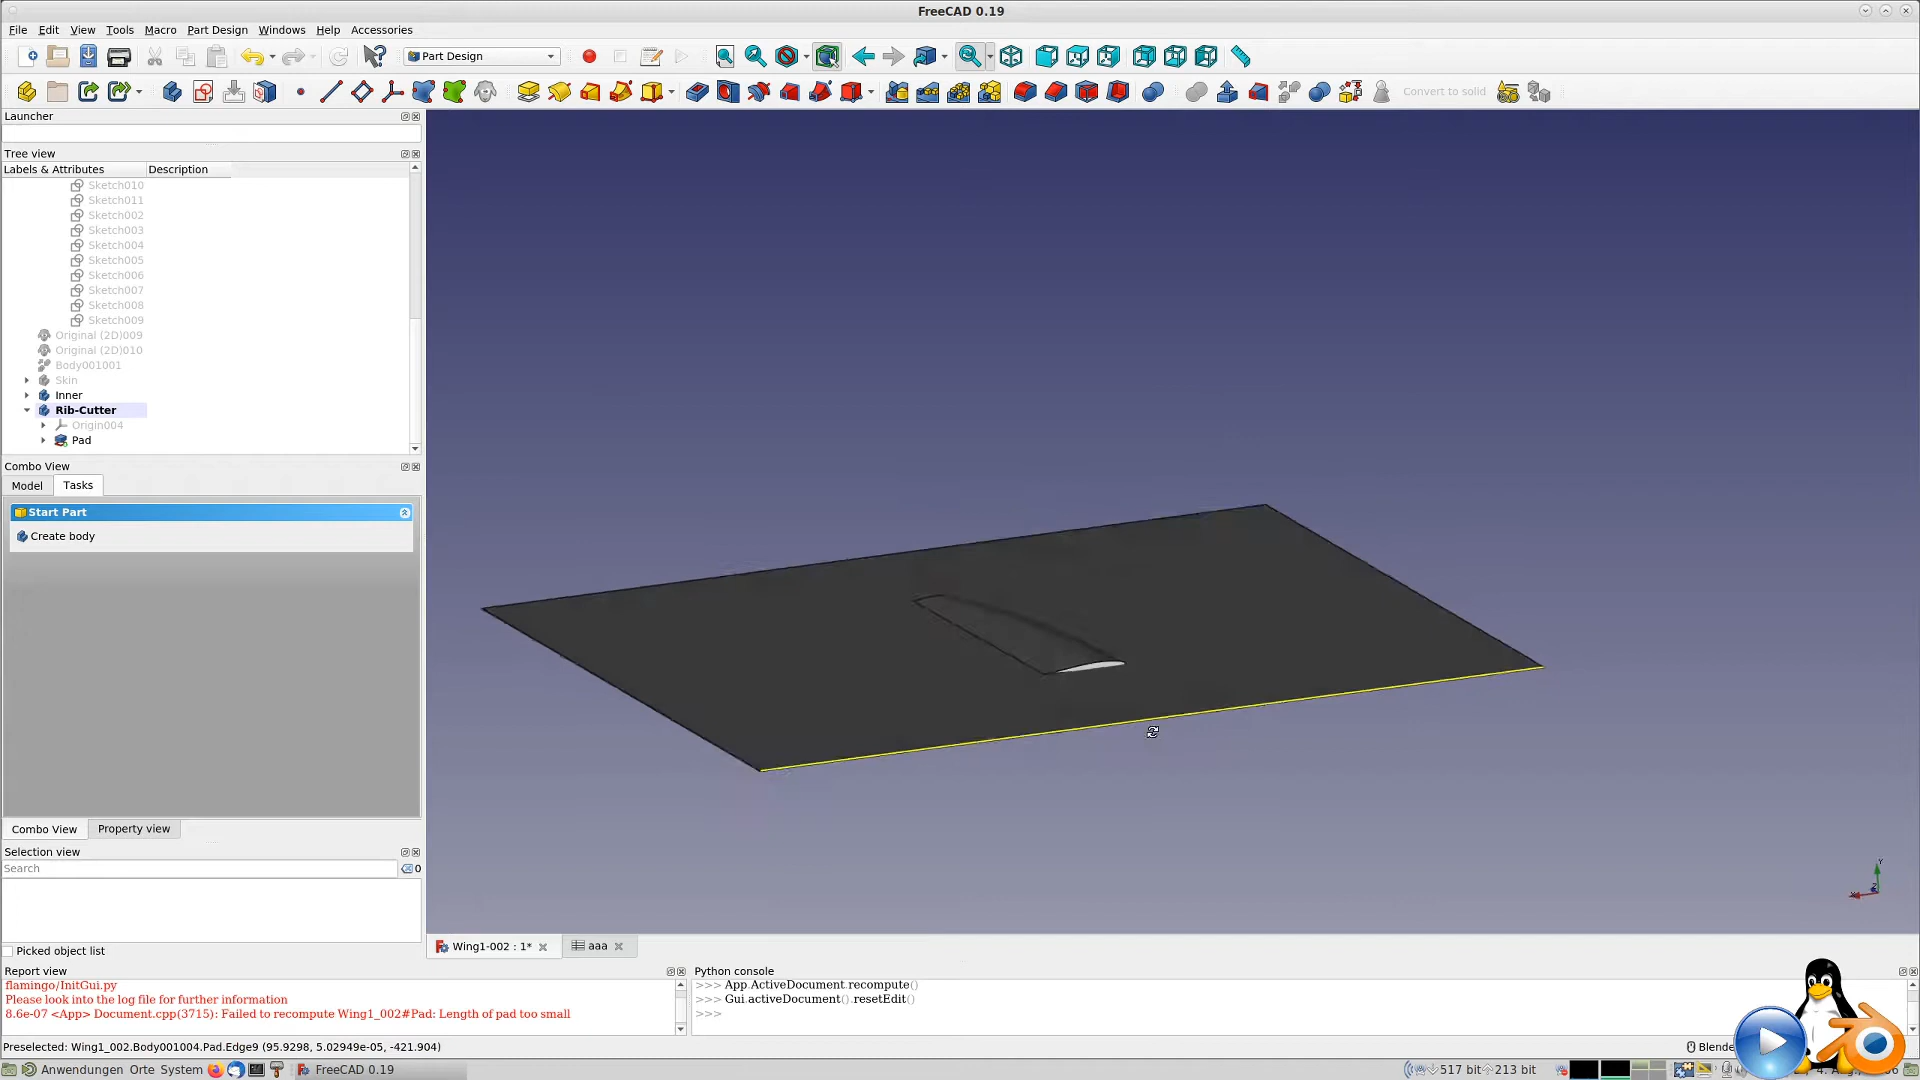 FreeCAD 0.19
File Edit View Tools Macro Part Design Windows Help Accessories
Part Design
Convert to solid
Launcher
Tree view
Labels & Attributes Description
Sketch010
Sketch011
Sketch002
Sketch003
Sketch004
Sketch005
Sketch006
Sketch007
Sketch008
Sketch009
Original (2D)009
Original (2D)010
Body001001
Skin
Inner
Rib-Cutter
Origin004
Pad
Combo View
Model Tasks
Start Part
Create body
Combo View Property view
Selection view
Search
0
Picked object list
Wing1-002 : 1*
aaa
Report view
flamingo/InitGui.py
Please look into the log file for further information
8.6e-07 <App> Document.cpp(3715): Failed to recompute Wing1_002#Pad: Length of pad too small
Python console
>>> App.ActiveDocument.recompute()
>>> Gui.activeDocument().resetEdit()
>>>
Preselected: Wing1_002.Body001004.Pad.Edge9 (95.9298, 5.02949e-05, -421.904)
Anwendungen Orte System
FreeCAD 0.19
517 bit 213 bit